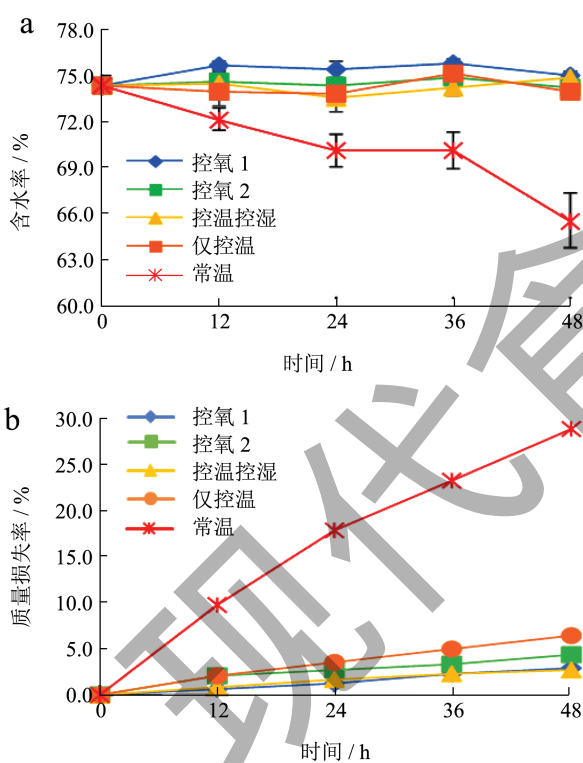 a
78.0
75.0
72.0
69.0
66.0
63.0
60.0
含水率 / %
控氧 1
控氧 2
控温控湿
仅控温
常温
0 12 24 36 48
时间 / h
b
30.0
25.0
20.0
15.0
10.0
5.0
0.0
质量损失率 / %
控氧 1
控氧 2
控温控湿
仅控温
常温
0 12 24 36 48
时间 / h
现代食